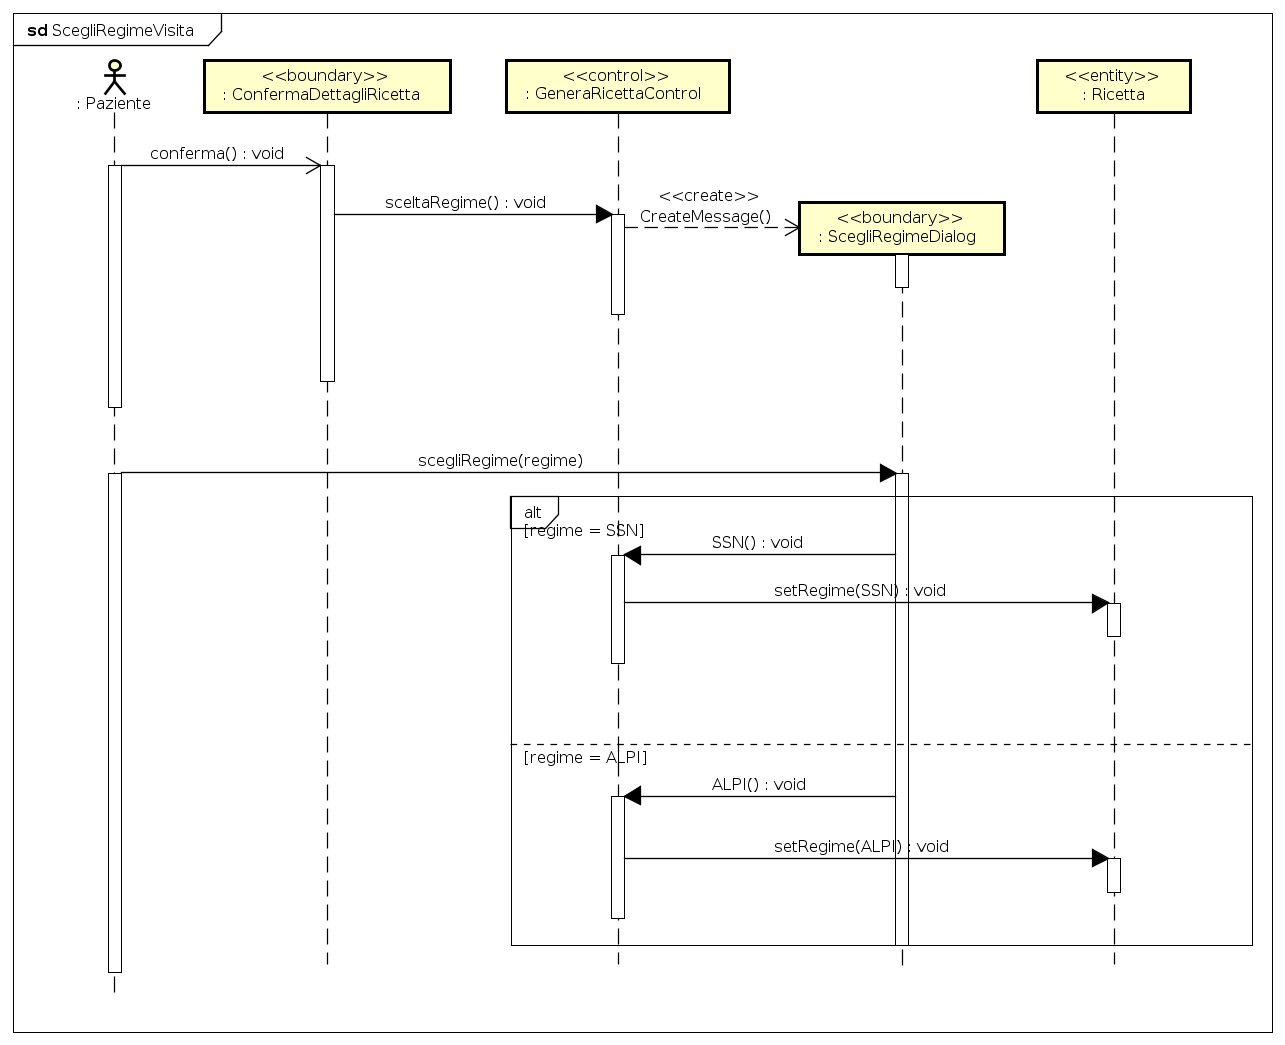 sd ScegliRegimeVisita
<<boundary>>
: ConfermaDettagliRicetta
<<control>>
: GeneraRicettaControl
<<entity>>
: Ricetta
: Paziente
conferma() : void
sceltaRegime() : void
<<create>>
CreateMessage()
<<boundary>>
: ScegliRegimeDialog
scegliRegime(regime)
alt
[regime = SSN]
SSN() : void
setRegime(SSN) : void
[regime = ALPI]
ALPI() : void
setRegime(ALPI) : void